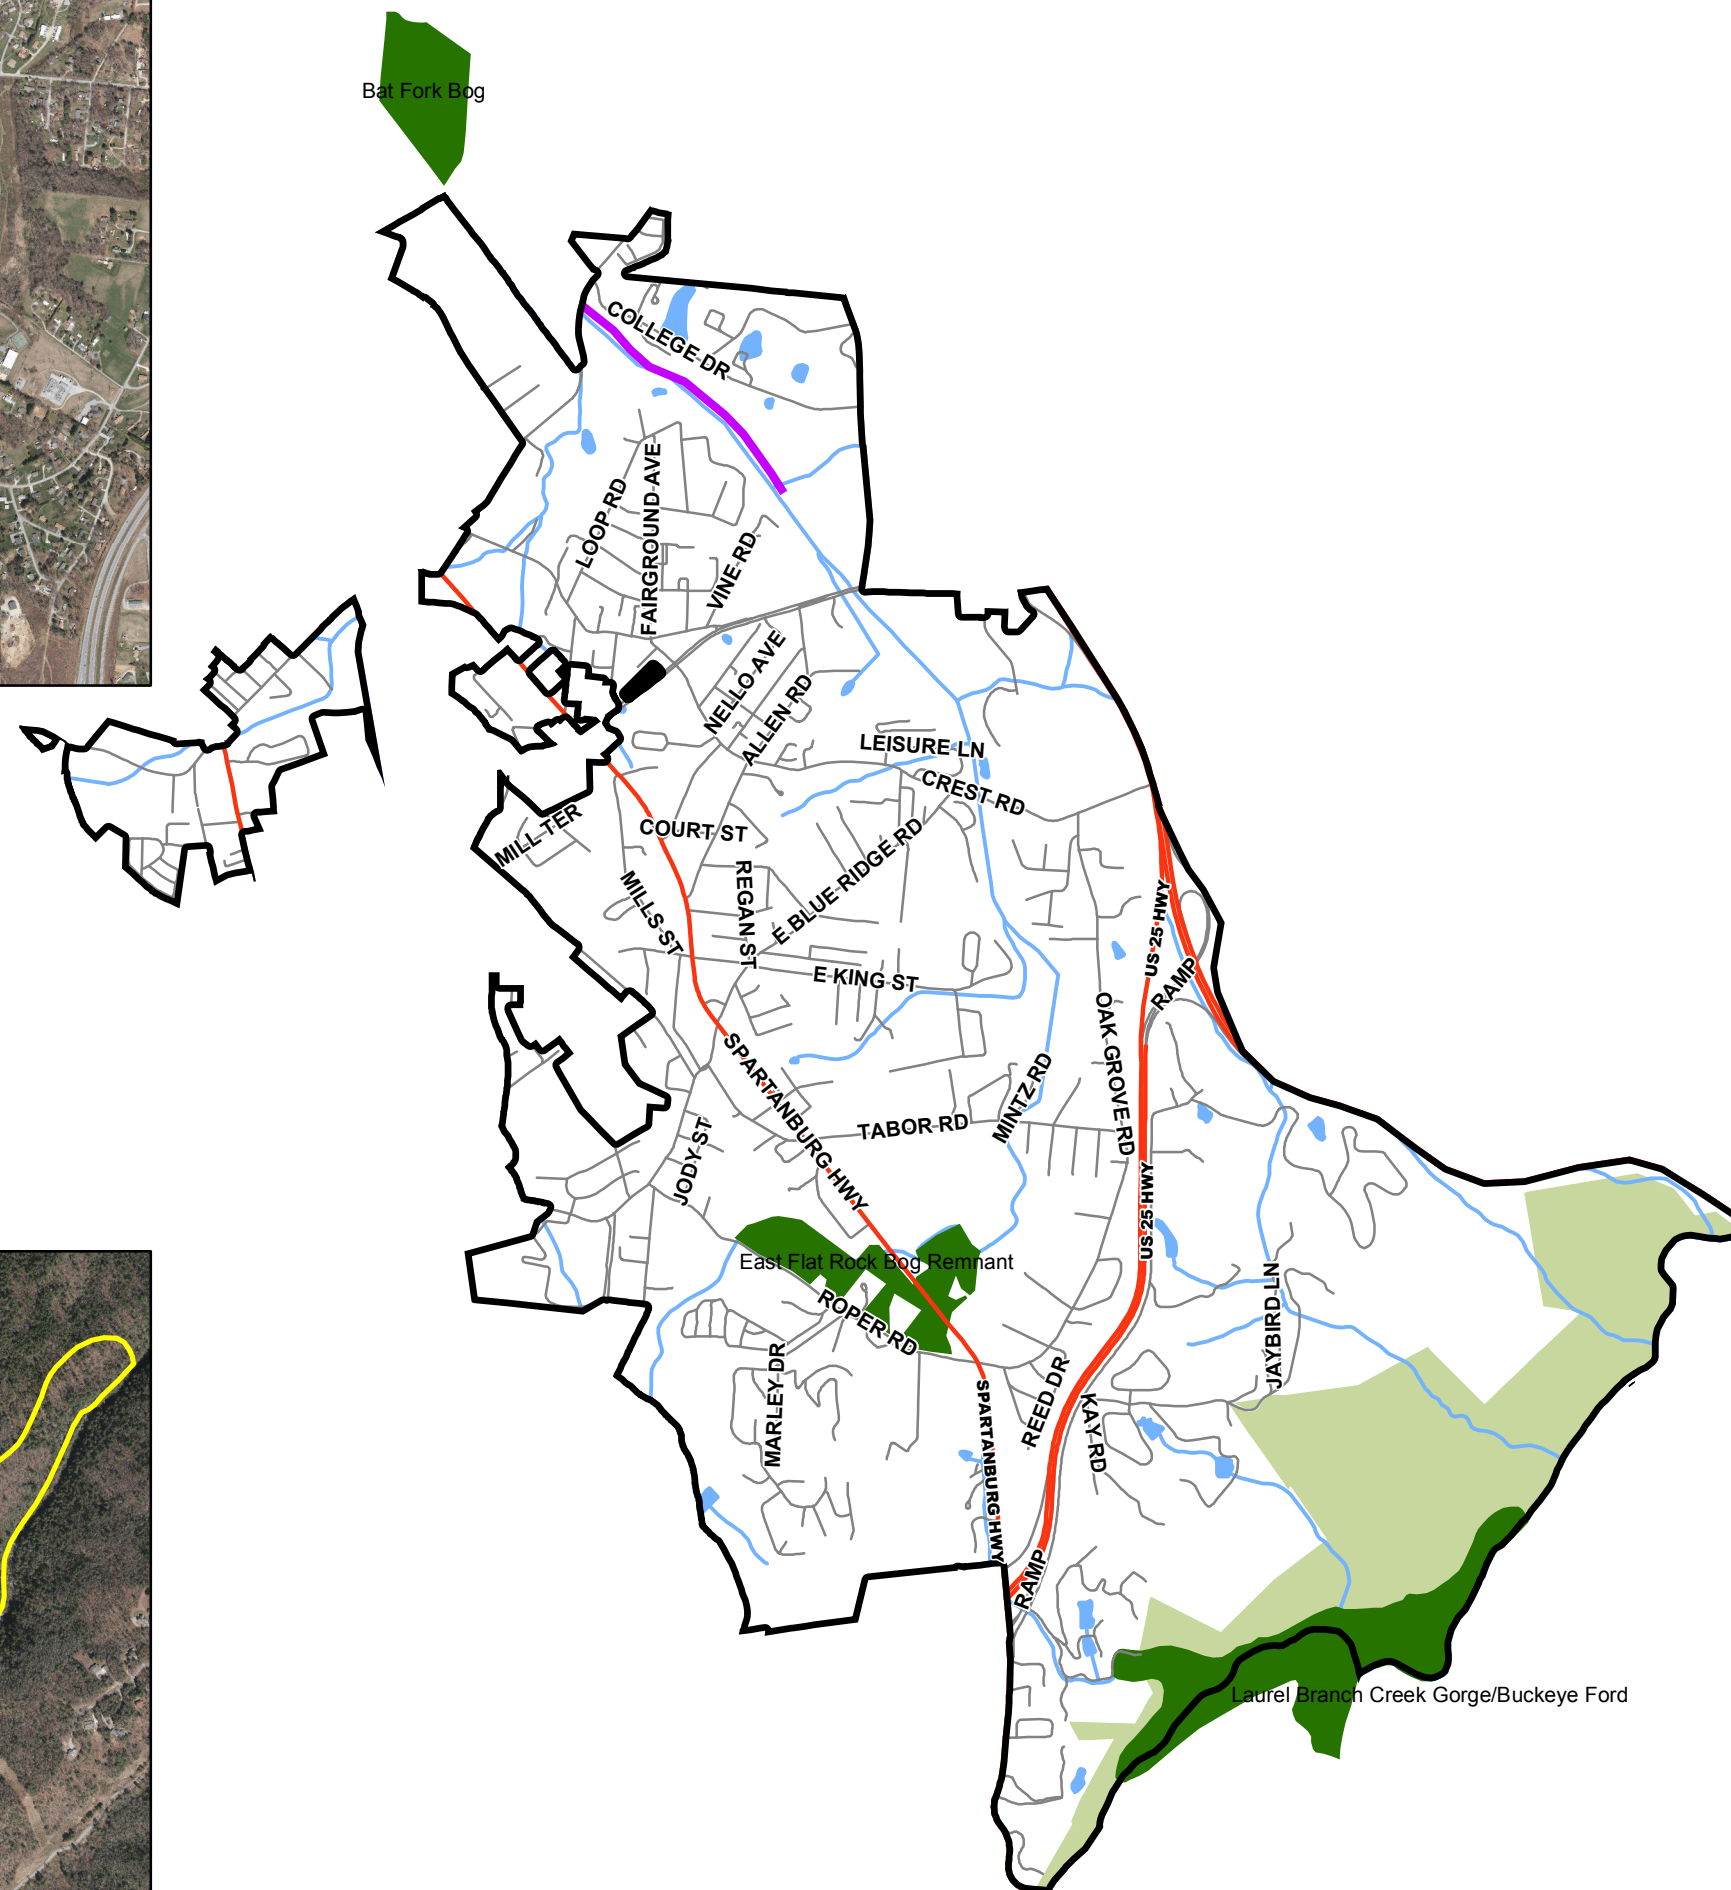 Bat Fork Bog
COLLEGE DR
LOOP RD
FAIRGROUND AVE
VINE RD
NELLO AVE
ALLEN RD
LEISURE LN
CREST RD
MILL TER
COURT ST
MILLS ST
REGAN ST
E BLUE RIDGE RD
E KING ST
US 25 HWY
RAMP
OAK GROVE RD
SPARTANBURG HWY
MINTZ RD
TABOR RD
JODY ST
US 25 HWY
East Flat Rock Bog Remnant
ROPER RD
JAYBIRD LN
MARLEY DR
REED DR
KAY RD
SPARTANBURG HWY
RAMP
Laurel Branch Creek Gorge/Buckeye Ford